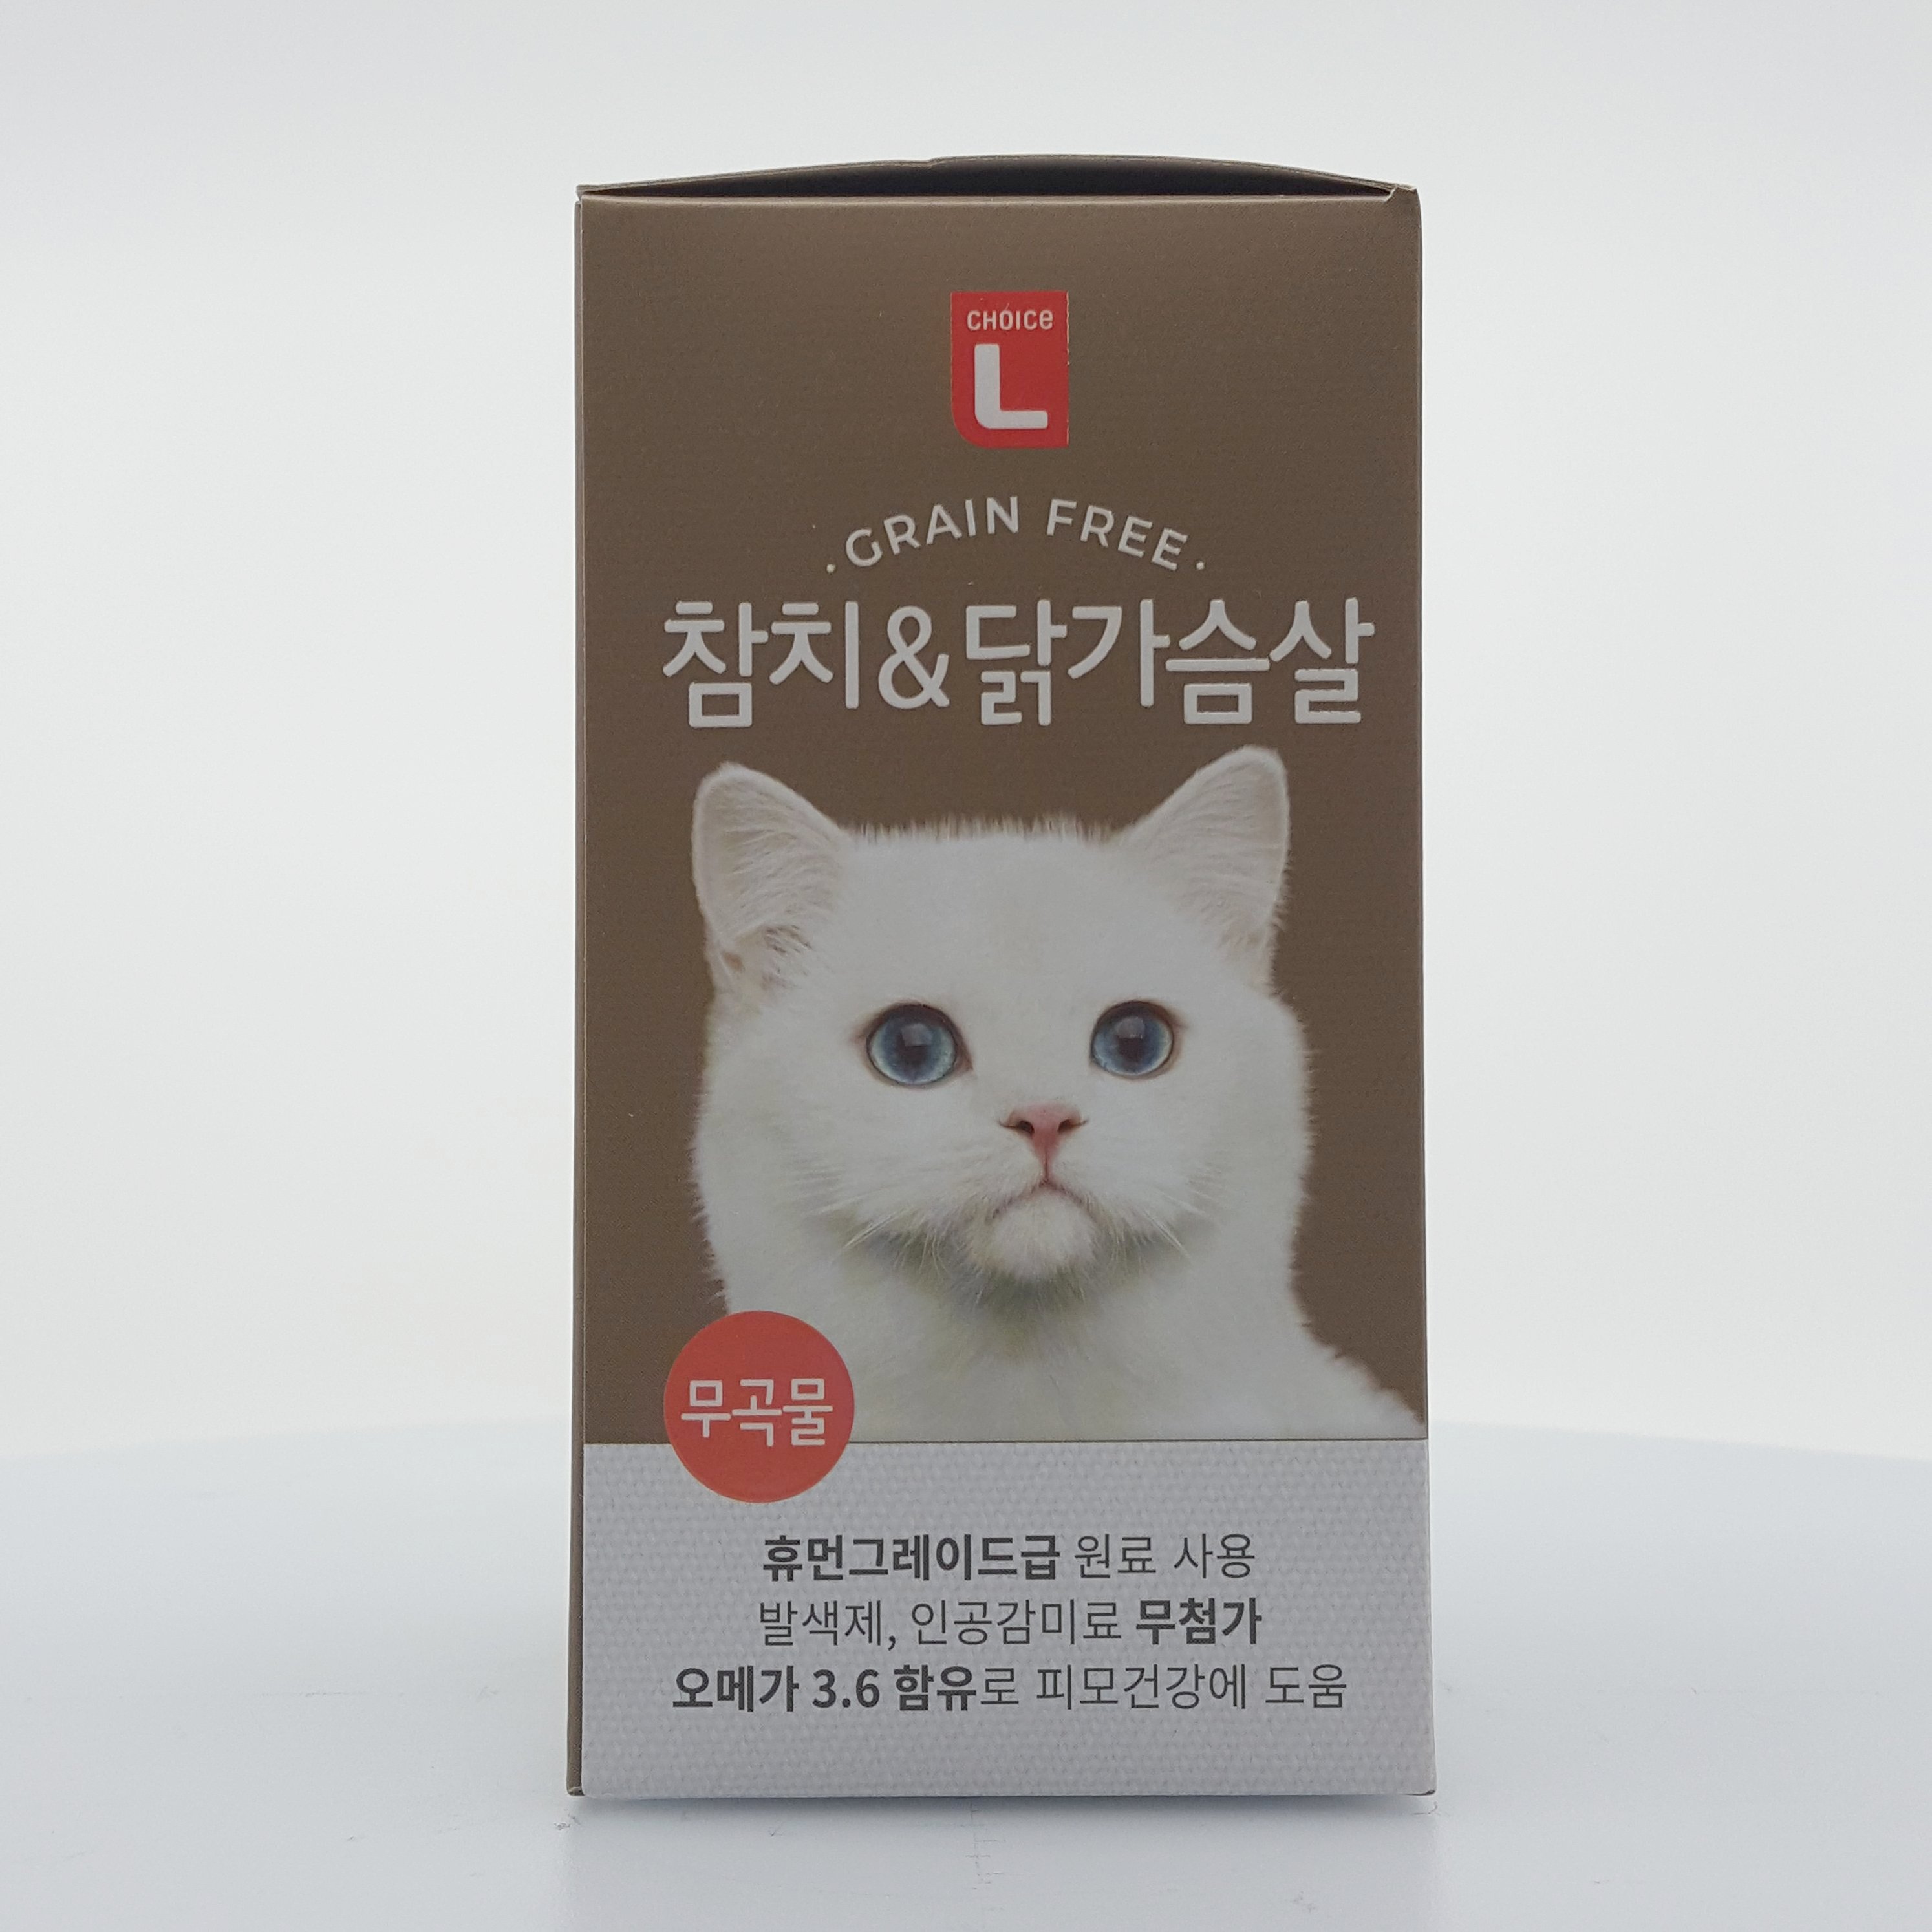 CHOICE
L
· GRAIN FREE ·
참치&닭가슴살
무곡물
휴먼그레이드급 원료 사용
발색제, 인공감미료 무첨가
오메가 3.6 함유로 피모건강에 도움